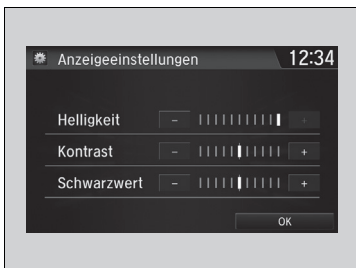 Anzeigeeinstellungen 12:34
Helligkeit - +
Kontrast - +
Schwarzwert - +
OK